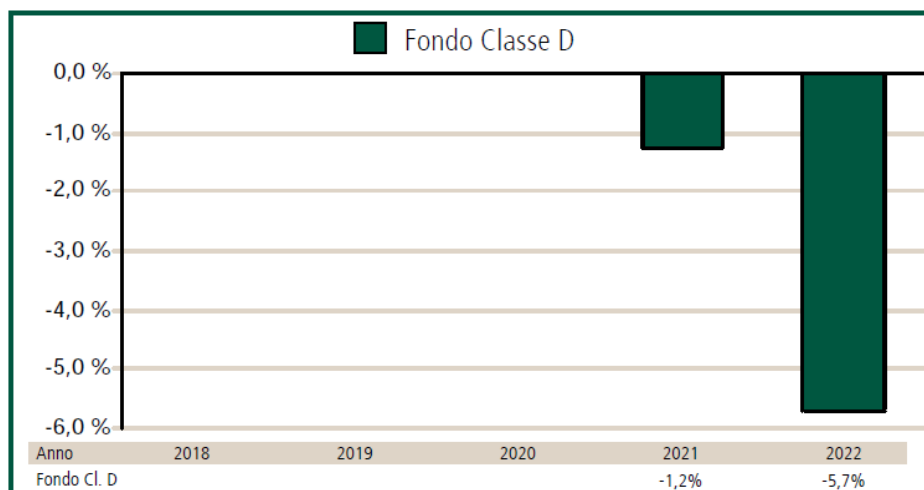 Fondo Classe D
0,0 %
-1,0 %
-2,0 %
-3,0 %
-4,0 %
-5,0 %
-6,0 %
Anno 2018 2019 2020 2021 2022
Fondo Cl. D -1,2% -5,7%